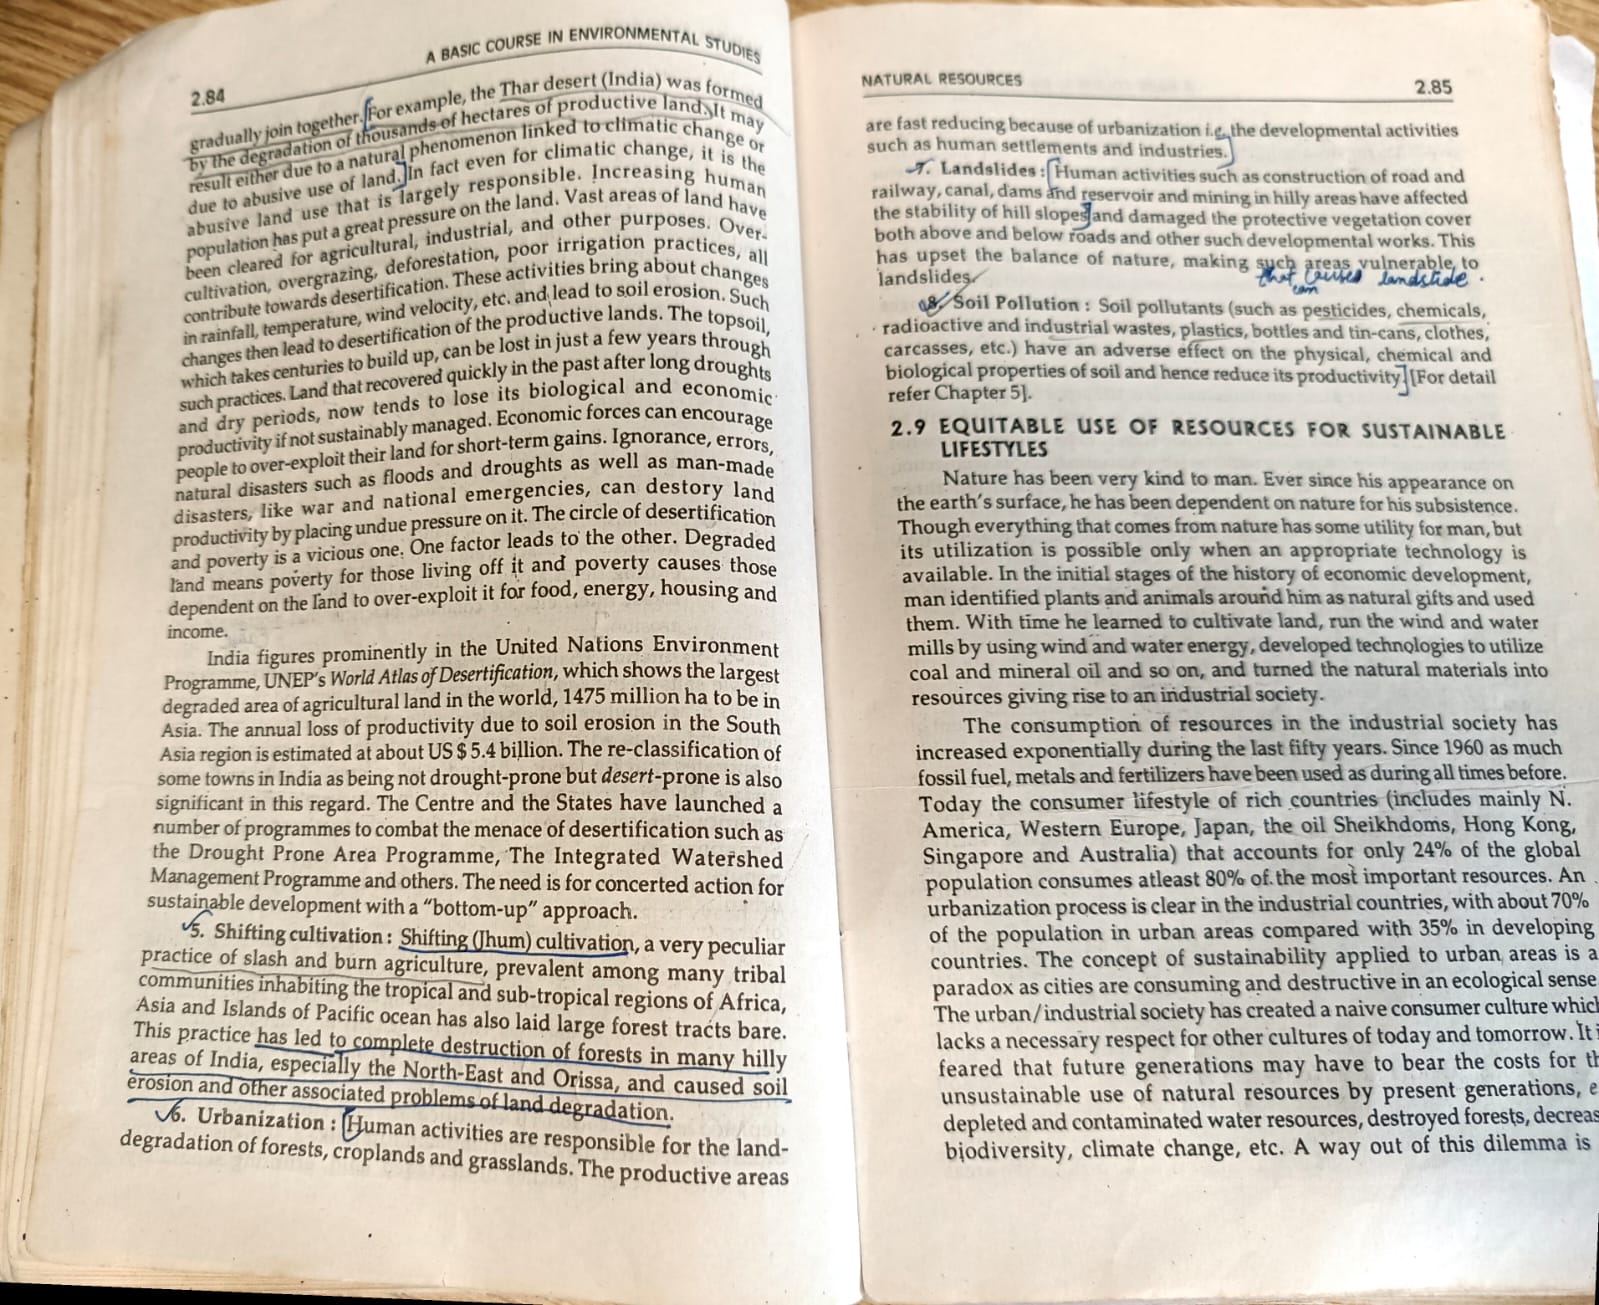 A BASIC COURSE IN ENVIRONMENTAL STUDIES
2.84
gradually join together. For example, the Thar desert (India) was formed
by the degradation of thousands of hectares of productive land. It may
result either due to a natural phenomenon linked to climatic change or
due to abusive use of land. In fact even for climatic change, it is the
abusive land use that is largely responsible. Increasing human
population has put a great pressure on the land. Vast areas of land have
been cleared for agricultural, industrial, and other purposes. Over-
cultivation, overgrazing, deforestation, poor irrigation practices, all
contribute towards desertification. These activities bring about changes
in rainfall, temperature, wind velocity, etc. and lead to soil erosion. Such
changes then lead to desertification of the productive lands. The topsoil,
which takes centuries to build up, can be lost in just a few years through
such practices. Land that recovered quickly in the past after long droughts
and dry periods, now tends to lose its biological and economic
productivity if not sustainably managed. Economic forces can encourage
people to over-exploit their land for short-term gains. Ignorance, errors,
natural disasters such as floods and droughts as well as man-made
disasters, like war and national emergencies, can destory land
productivity by placing undue pressure on it. The circle of desertification
and poverty is a vicious one. One factor leads to the other. Degraded
land means poverty for those living off it and poverty causes those
dependent on the land to over-exploit it for food, energy, housing and
income.
India figures prominently in the United Nations Environment
Programme, UNEP's World Atlas of Desertification, which shows the largest
degraded area of agricultural land in the world, 1475 million ha to be in
Asia. The annual loss of productivity due to soil erosion in the South
Asia region is estimated at about US $ 5.4 billion. The re-classification of
some towns in India as being not drought-prone but desert-prone is also
significant in this regard. The Centre and the States have launched a
number of programmes to combat the menace of desertification such as
the Drought Prone Area Programme, The Integrated Watershed
Management Programme and others. The need is for concerted action for
sustainable development with a "bottom-up" approach.
5. Shifting cultivation : Shifting (Jhum) cultivation, a very peculiar
practice of slash and burn agriculture, prevalent among many tribal
communities inhabiting the tropical and sub-tropical regions of Africa,
Asia and Islands of Pacific ocean has also laid large forest tracts bare.
This practice has led to complete destruction of forests in many hilly
areas of India, especially the North-East and Orissa, and caused soil
erosion and other associated problems of land degradation.
6. Urbanization : Human activities are responsible for the land-
degradation of forests, croplands and grasslands. The productive areas
NATURAL RESOURCES
2.85
are fast reducing because of urbanization i.e. the developmental activities
such as human settlements and industries.
7. Landslides : Human activities such as construction of road and
railway, canal, dams and reservoir and mining in hilly areas have affected
the stability of hill slopes and damaged the protective vegetation cover
both above and below roads and other such developmental works. This
has upset the balance of nature, making such areas vulnerable to
landslides.
that can causes landslide.
8. Soil Pollution : Soil pollutants (such as pesticides, chemicals,
radioactive and industrial wastes, plastics, bottles and tin-cans, clothes,
carcasses, etc.) have an adverse effect on the physical, chemical and
biological properties of soil and hence reduce its productivity [For detail
refer Chapter 5].
2.9 EQUITABLE USE OF RESOURCES FOR SUSTAINABLE
LIFESTYLES
Nature has been very kind to man. Ever since his appearance on
the earth's surface, he has been dependent on nature for his subsistence.
Though everything that comes from nature has some utility for man, but
its utilization is possible only when an appropriate technology is
available. In the initial stages of the history of economic development,
man identified plants and animals around him as natural gifts and used
them. With time he learned to cultivate land, run the wind and water
mills by using wind and water energy, developed technologies to utilize
coal and mineral oil and so on, and turned the natural materials into
resources giving rise to an industrial society.
The consumption of resources in the industrial society has
increased exponentially during the last fifty years. Since 1960 as much
fossil fuel, metals and fertilizers have been used as during all times before.
Today the consumer lifestyle of rich countries (includes mainly N.
America, Western Europe, Japan, the oil Sheikhdoms, Hong Kong,
Singapore and Australia) that accounts for only 24% of the global
population consumes atleast 80% of the most important resources. An
urbanization process is clear in the industrial countries, with about 70%
of the population in urban areas compared with 35% in developing
countries. The concept of sustainability applied to urban areas is a
paradox as cities are consuming and destructive in an ecological sense
The urban/industrial society has created a naive consumer culture which
lacks a necessary respect for other cultures of today and tomorrow. It i
feared that future generations may have to bear the costs for th
unsustainable use of natural resources by present generations, e
depleted and contaminated water resources, destroyed forests, decreas
biodiversity, climate change, etc. A way out of this dilemma is